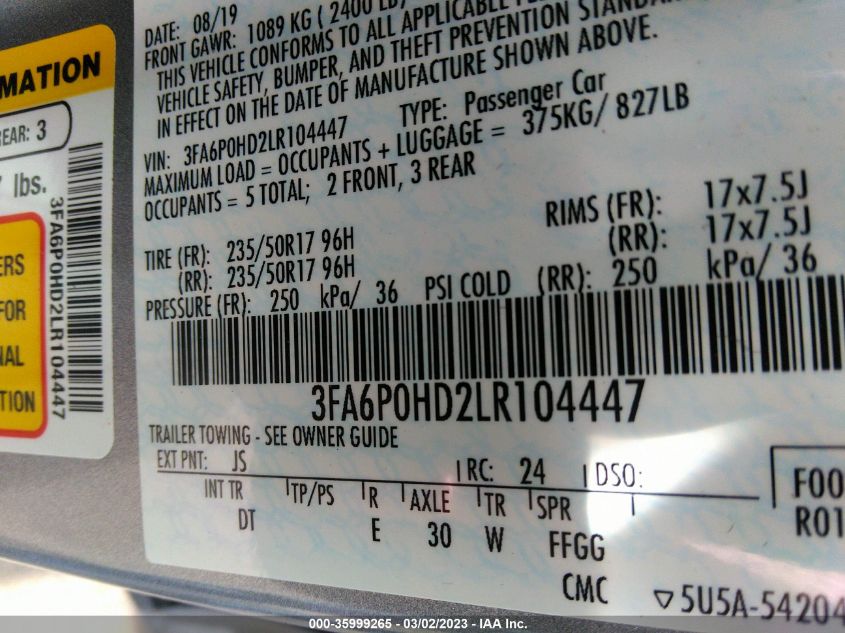 MATION
REAR: 3
lbs.
3FA6P0HD2LR104447
FOR
TION
DATE: 08/19
FRONT GAWR: 1089 KG ( 2400 LB)
THIS VEHICLE CONFORMS TO ALL APPLICABLE
VEHICLE SAFETY, BUMPER, AND THEFT PREVENTION
IN EFFECT ON THE DATE OF MANUFACTURE SHOWN ABOVE.
VIN: 3FA6P0HD2LR104447 TYPE: Passenger Car
MAXIMUM LOAD = OCCUPANTS + LUGGAGE = 375KG/ 827LB
OCCUPANTS = 5 TOTAL; 2 FRONT, 3 REAR
TIRE (FR): 235/50R17 96H RIMS (FR): 17x7.5J
(RR): 235/50R17 96H (RR): 17x7.5J
PRESSURE (FR): 250 kPa/ 36 PSI COLD (RR): 250 kPa/ 36
3FA6P0HD2LR104447
TRAILER TOWING - SEE OWNER GUIDE
EXT PNT: JS RC: 24 DSO:
INT TR TP/PS R AXLE TR SPR
DT E 30 W FFGG
CMC
F00
R01
5U5A-54204
000-35999265 - 03/02/2023 - IAA Inc.